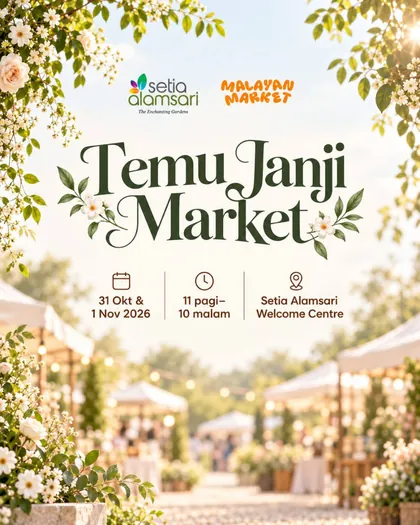 setia
alamsari
The Enchanting Gardens
MALAYAN
MARKET
Temu Janji
Market
31 Okt &
1 Nov 2026
11 pagi–
10 malam
Setia Alamsari
Welcome Centre